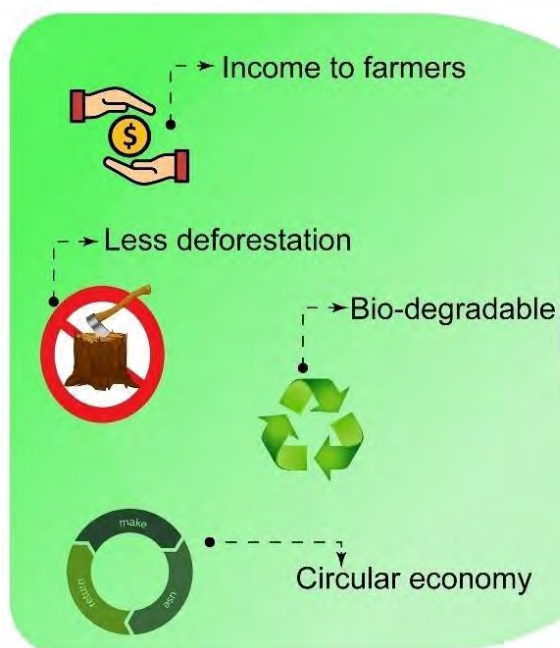 Income to farmers
$
Less deforestation
Bio-degradable
make
use
return
Circular economy